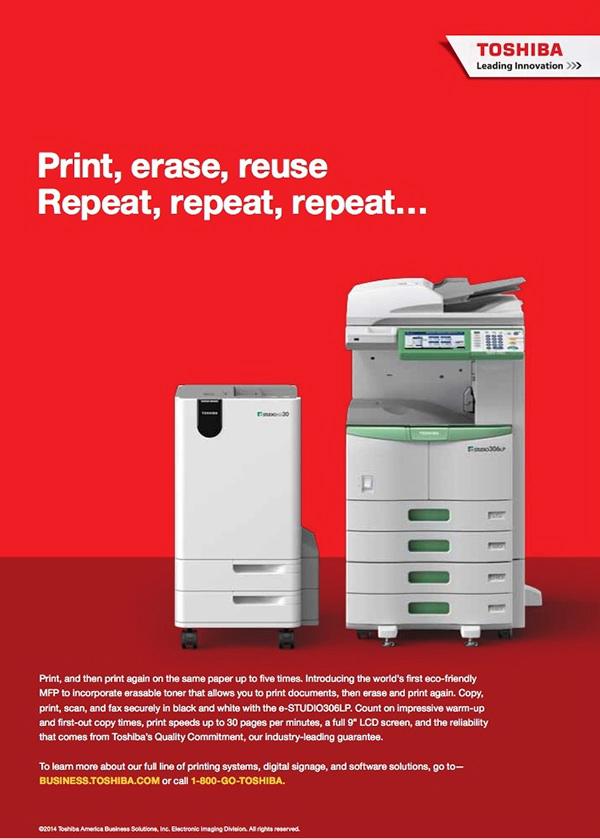 TOSHIBA
Leading Innovation >>>
Print, erase, reuse
Repeat, repeat, repeat...
TOSHIBA
STUDIO306LP
TOSHIBA
Print, and then print again on the same paper up to five times. Introducing the world's first eco-friendly
MFP to incorporate erasable toner that allows you to print documents, then erase and print again. Copy,
print, scan, and fax securely in black and white with the e-STUDIO306LP. Count on impressive warm-up
and first-out copy times, print speeds up to 30 pages per minutes, a full 9" LCD screen, and the reliability
that comes from Toshiba's Quality Commitment, our industry-leading guarantee.
To learn more about our full line of printing systems, digital signage, and software solutions, go to—
BUSINESS.TOSHIBA.COM or call 1-800-GO-TOSHIBA.
©2014 Toshiba America Business Solutions, Inc. Electronic Imaging Division. All rights reserved.